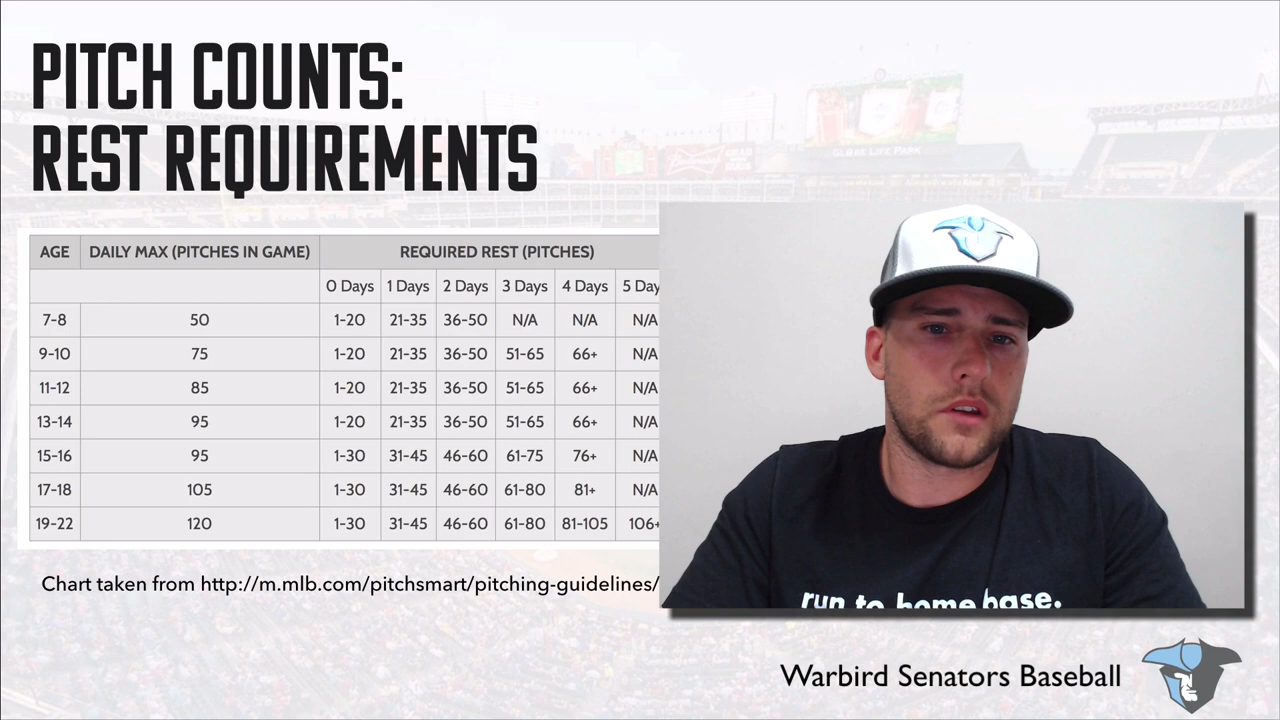 PITCH COUNTS:
REST REQUIREMENTS
GLOBE LIFE PARK
Budweiser
AGE DAILY MAX (PITCHES IN GAME) REQUIRED REST (PITCHES)
0 Days 1 Days 2 Days 3 Days 4 Days 5 Day
7-8 50 1-20 21-35 36-50 N/A N/A N/A
9-10 75 1-20 21-35 36-50 51-65 66+ N/A
11-12 85 1-20 21-35 36-50 51-65 66+ N/A
13-14 95 1-20 21-35 36-50 51-65 66+ N/A
15-16 95 1-30 31-45 46-60 61-75 76+ N/A
17-18 105 1-30 31-45 46-60 61-80 81+ N/A
19-22 120 1-30 31-45 46-60 61-80 81-105 106+
Chart taken from http://m.mlb.com/pitchsmart/pitching-guidelines/
run to home base.
Warbird Senators Baseball